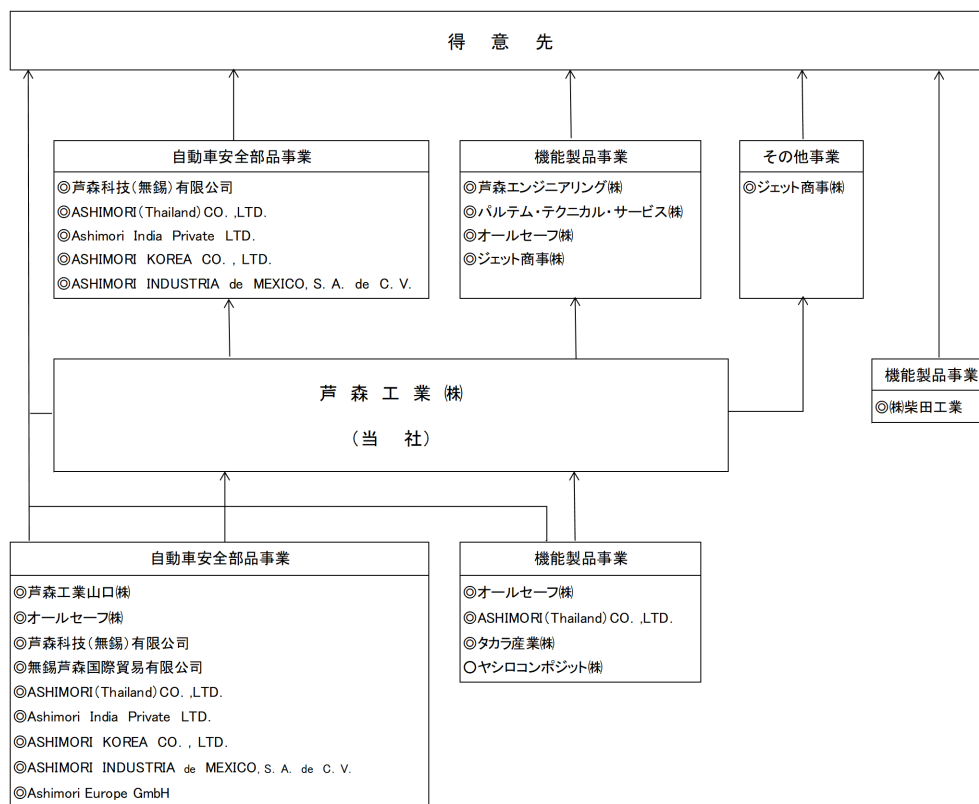 得意先
自動車安全部品事業
◎芦森科技(無錫)有限公司
◎ASHIMORI(Thailand)CO.,LTD.
◎Ashimori India Private LTD.
◎ASHIMORI KOREA CO., LTD.
◎ASHIMORI INDUSTRIA de MEXICO, S. A. de C. V.
機能製品事業
◎芦森エンジニアリング㈱
◎パルテム・テクニカル・サービス㈱
◎オールセーフ㈱
◎ジェット商事㈱
その他事業
◎ジェット商事㈱
芦森工業㈱
(当社)
機能製品事業
◎㈱柴田工業
自動車安全部品事業
◎芦森工業山口㈱
◎オールセーフ㈱
◎芦森科技(無錫)有限公司
◎無錫芦森国際貿易有限公司
◎ASHIMORI(Thailand)CO.,LTD.
◎Ashimori India Private LTD.
◎ASHIMORI KOREA CO., LTD.
◎ASHIMORI INDUSTRIA de MEXICO, S. A. de C. V.
◎Ashimori Europe GmbH
機能製品事業
◎オールセーフ㈱
◎ASHIMORI(Thailand)CO.,LTD.
◎タカラ産業㈱
○ヤシロコンポジット㈱